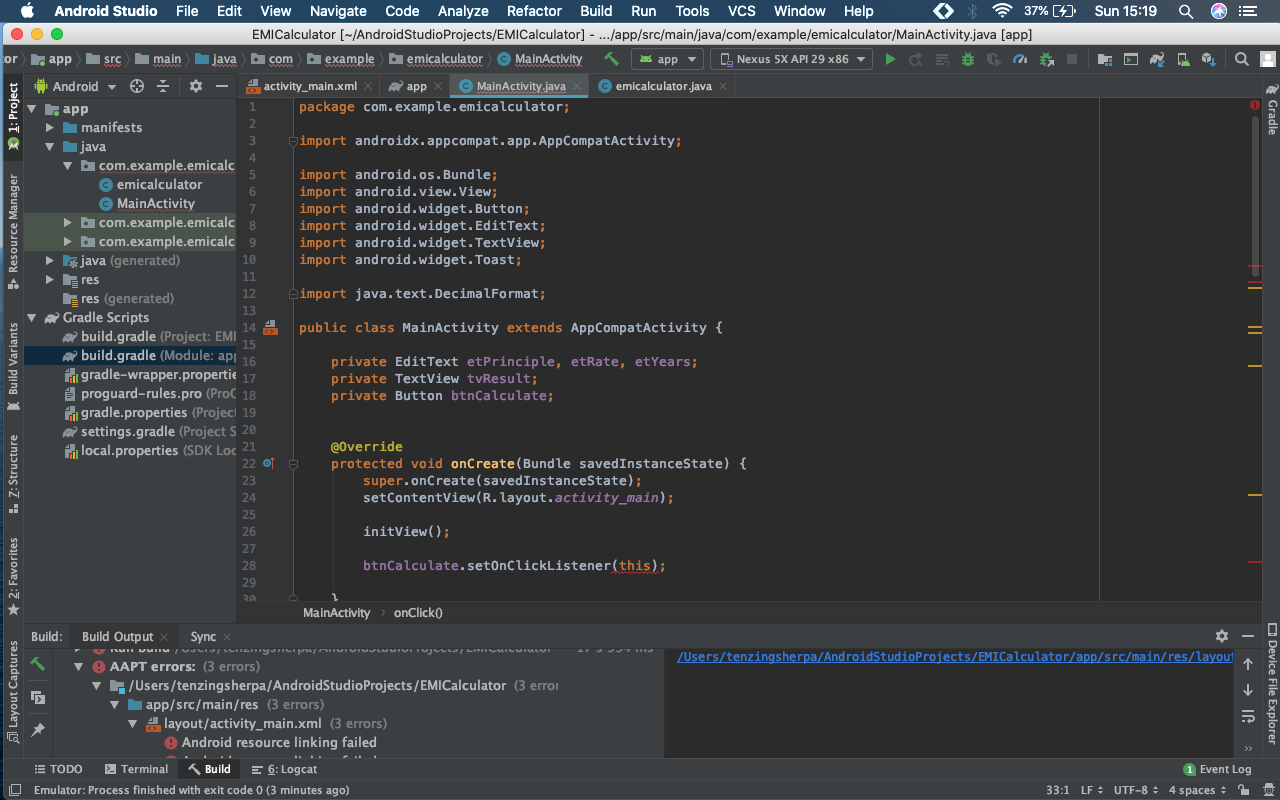 Android Studio File Edit View Navigate Code Analyze Refactor Build Run Tools VCS Window Help 37% Sun 15:19
EMICalculator [~/AndroidStudioProjects/EMICalculator] - .../app/src/main/java/com/example/emicalculator/MainActivity.java [app]
or app src main java com example emicalculator MainActivity app Nexus 5X API 29 x86
1: Project
Resource Manager
Build Variants
7: Structure
2: Favorites
Layout Captures
Android
app
manifests
java
com.example.emicalc
emicalculator
MainActivity
com.example.emicalc
com.example.emicalc
java (generated)
res
res (generated)
Gradle Scripts
build.gradle (Project: EMI
build.gradle (Module: app
gradle-wrapper.propertie
proguard-rules.pro (ProC
gradle.properties (Project
settings.gradle (Project S
local.properties (SDK Loc
activity_main.xml app MainActivity.java emicalculator.java
1 package com.example.emicalculator;
2
3 import androidx.appcompat.app.AppCompatActivity;
4
5 import android.os.Bundle;
6 import android.view.View;
7 import android.widget.Button;
8 import android.widget.EditText;
9 import android.widget.TextView;
10 import android.widget.Toast;
11
12 import java.text.DecimalFormat;
13
14 public class MainActivity extends AppCompatActivity {
15
16 private EditText etPrinciple, etRate, etYears;
17 private TextView tvResult;
18 private Button btnCalculate;
19
20
21 @Override
22 protected void onCreate(Bundle savedInstanceState) {
23 super.onCreate(savedInstanceState);
24 setContentView(R.layout.activity_main);
25
26 initView();
27
28 btnCalculate.setOnClickListener(this);
29
30 }
MainActivity › onClick()
Gradle
Device File Explorer
Build: Build Output Sync
AAPT errors: (3 errors)
/Users/tenzingsherpa/AndroidStudioProjects/EMICalculator (3 erro
app/src/main/res (3 errors)
layout/activity_main.xml (3 errors)
Android resource linking failed
/Users/tenzingsherpa/AndroidStudioProjects/EMICalculator/app/src/main/res/layou
TODO Terminal Build 6: Logcat 1 Event Log
Emulator: Process finished with exit code 0 (3 minutes ago) 33:1 LF UTF-8 4 spaces